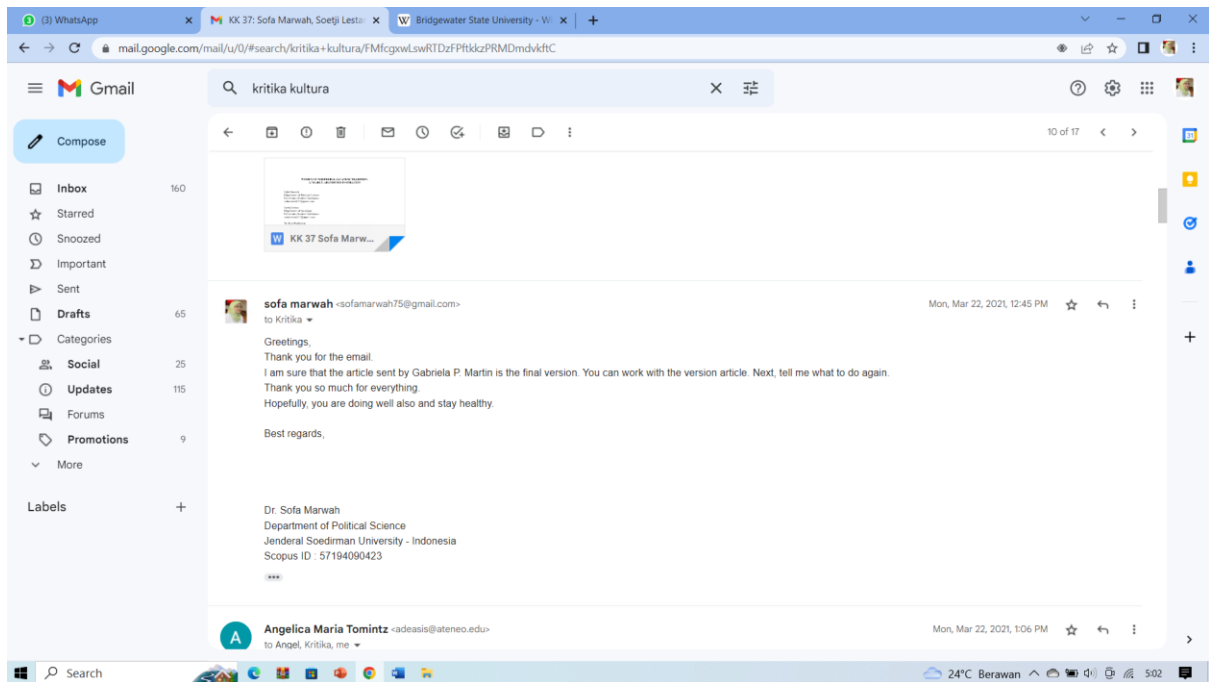 (3) WhatsApp
KK 37: Sofa Marwah, Soetji Lesta
Bridgewater State University - Wi
mail.google.com/mail/u/0/#search/kritika+kultura/FMfcgxwLswRTDzFPftkkzPRMDmdvkftC
Gmail
kritika kultura
Compose
10 of 17
Inbox 160
Starred
Snoozed
Important
Sent
Drafts 65
Categories
Social 25
Updates 115
Forums
Promotions 9
More
Labels
W KK 37 Sofa Marw...
sofa marwah <sofamarwah75@gmail.com>
Mon, Mar 22, 2021, 12:45 PM
to Kritika
Greetings,
Thank you for the email.
I am sure that the article sent by Gabriela P. Martin is the final version. You can work with the version article. Next, tell me what to do again.
Thank you so much for everything.
Hopefully, you are doing well also and stay healthy.
Best regards,
Dr. Sofa Marwah
Department of Political Science
Jenderal Soedirman University - Indonesia
Scopus ID : 57194090423
A
Angelica Maria Tomintz <adeasis@ateneo.edu>
Mon, Mar 22, 2021, 1:06 PM
to Angel, Kritika, me
Search
24°C Berawan
5:02